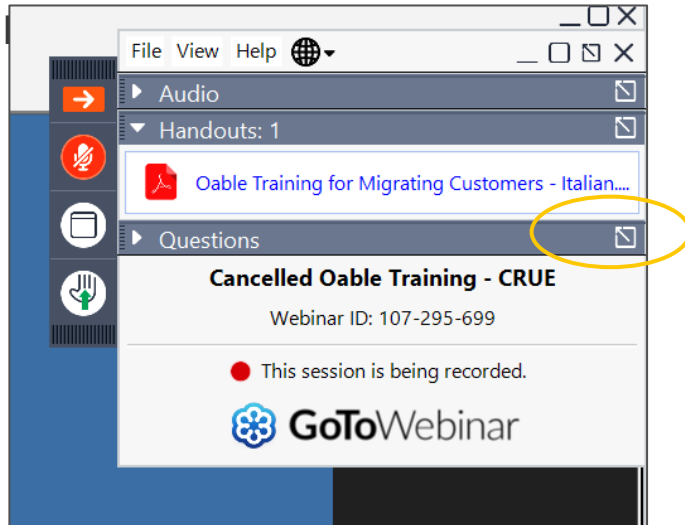 File View Help
Audio
Handouts: 1
Oable Training for Migrating Customers - Italian....
Questions
Cancelled Oable Training - CRUE
Webinar ID: 107-295-699
This session is being recorded.
GoToWebinar